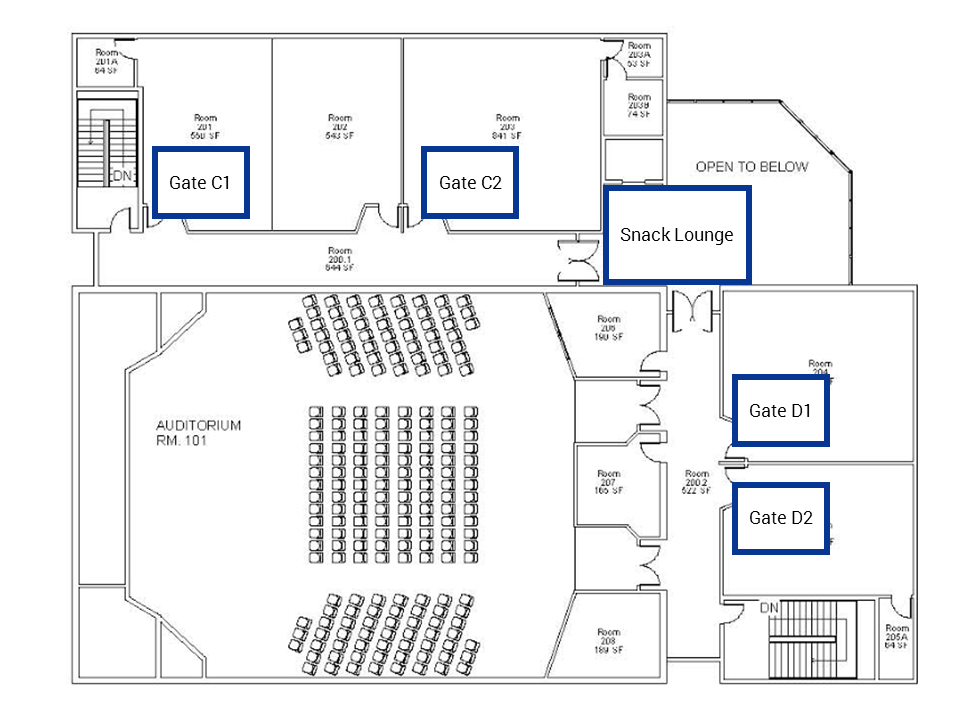 Room
201A
64 SF
Room
201
550 SF
Room
202
543 SF
Room
203
841 SF
Room
203A
53 SF
Room
203B
74 SF
OPEN TO BELOW
DN
Gate C1
Gate C2
Snack Lounge
Room
200.1
644 SF
Room
206
190 SF
Room
204
Gate D1
AUDITORIUM
RM. 101
Room
207
165 SF
Room
200.2
522 SF
Gate D2
DN
Room
208
189 SF
Room
205A
64 SF